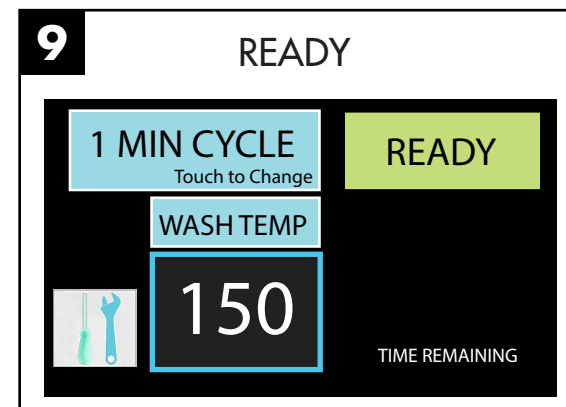 9
READY
1 MIN CYCLE
Touch to Change
READY
WASH TEMP
150
TIME REMAINING